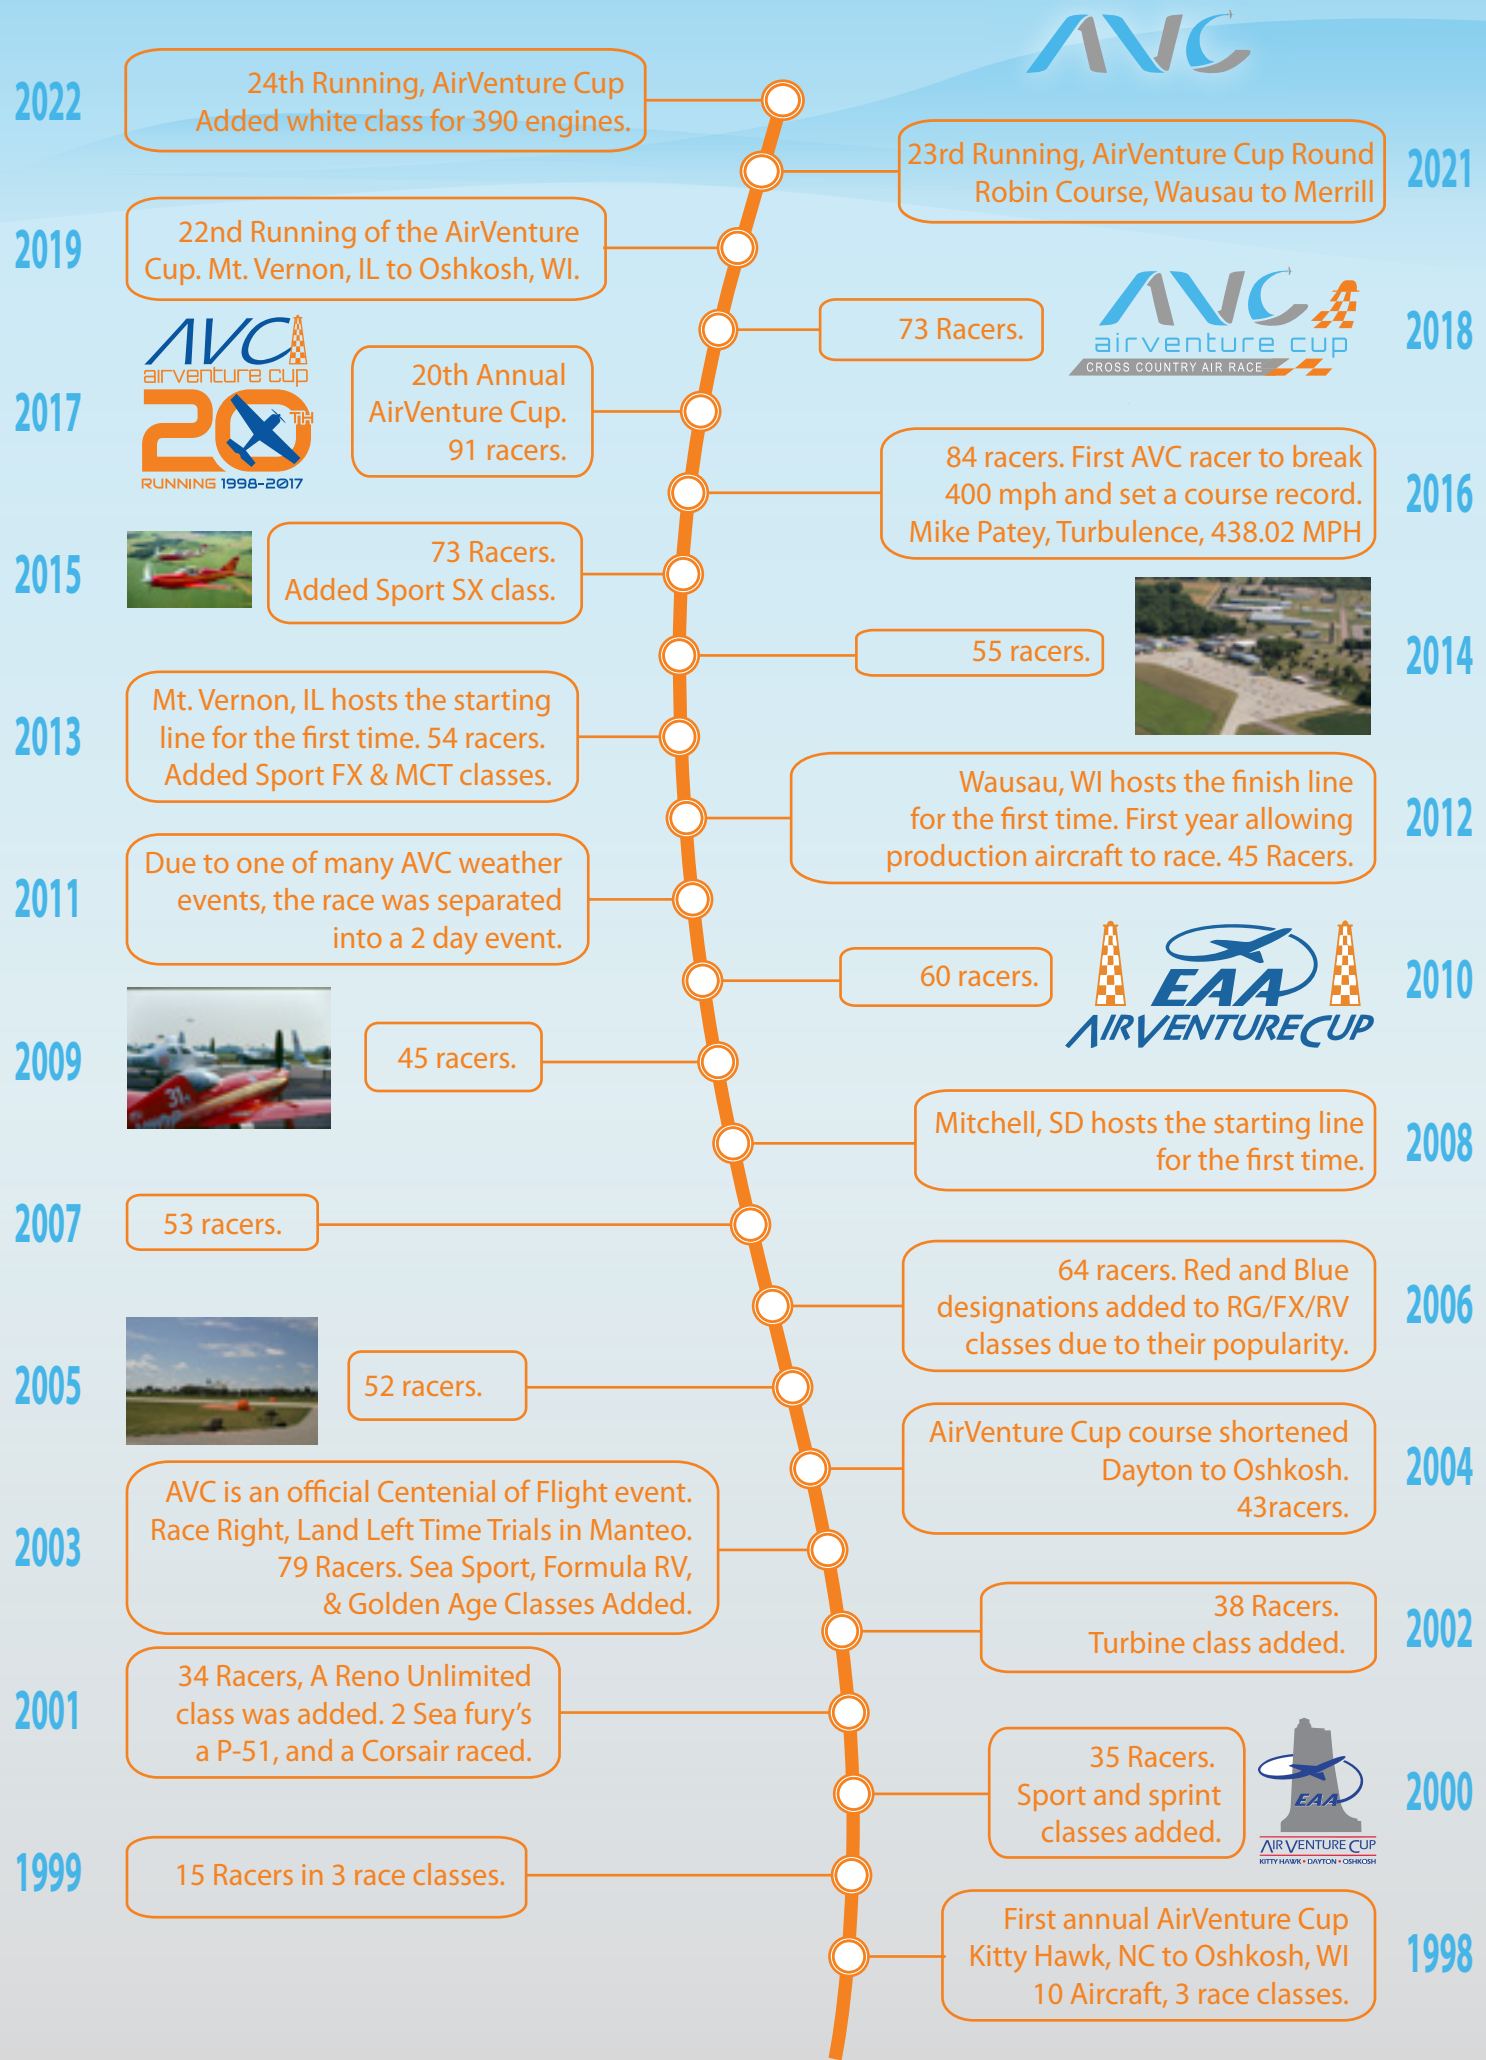 AVC
2022
24th Running, AirVenture Cup
Added white class for 390 engines.
23rd Running, AirVenture Cup Round
Robin Course, Wausau to Merrill
2021
2019
22nd Running of the AirVenture
Cup. Mt. Vernon, IL to Oshkosh, WI.
73 Racers.
AVC
airventure cup
CROSS COUNTRY AIR RACE
2018
2017
AVC
airventure cup
20TH
RUNNING 1998-2017
20th Annual
AirVenture Cup.
91 racers.
84 racers. First AVC racer to break
400 mph and set a course record.
Mike Patey, Turbulence, 438.02 MPH
2016
2015
73 Racers.
Added Sport SX class.
55 racers.
2014
2013
Mt. Vernon, IL hosts the starting
line for the first time. 54 racers.
Added Sport FX & MCT classes.
Wausau, WI hosts the finish line
for the first time. First year allowing
production aircraft to race. 45 Racers.
2012
2011
Due to one of many AVC weather
events, the race was separated
into a 2 day event.
60 racers.
EAA
AIRVENTURE CUP
2010
2009
31
45 racers.
Mitchell, SD hosts the starting line
for the first time.
2008
2007
53 racers.
64 racers. Red and Blue
designations added to RG/FX/RV
classes due to their popularity.
2006
2005
52 racers.
AirVenture Cup course shortened
Dayton to Oshkosh.
43racers.
2004
2003
AVC is an official Centenial of Flight event.
Race Right, Land Left Time Trials in Manteo.
79 Racers. Sea Sport, Formula RV,
& Golden Age Classes Added.
38 Racers.
Turbine class added.
2002
2001
34 Racers, A Reno Unlimited
class was added. 2 Sea fury's
a P-51, and a Corsair raced.
35 Racers.
Sport and sprint
classes added.
EAA
AIRVENTURE CUP
KITTY HAWK • DAYTON • OSHKOSH
2000
1999
15 Racers in 3 race classes.
First annual AirVenture Cup
Kitty Hawk, NC to Oshkosh, WI
10 Aircraft, 3 race classes.
1998